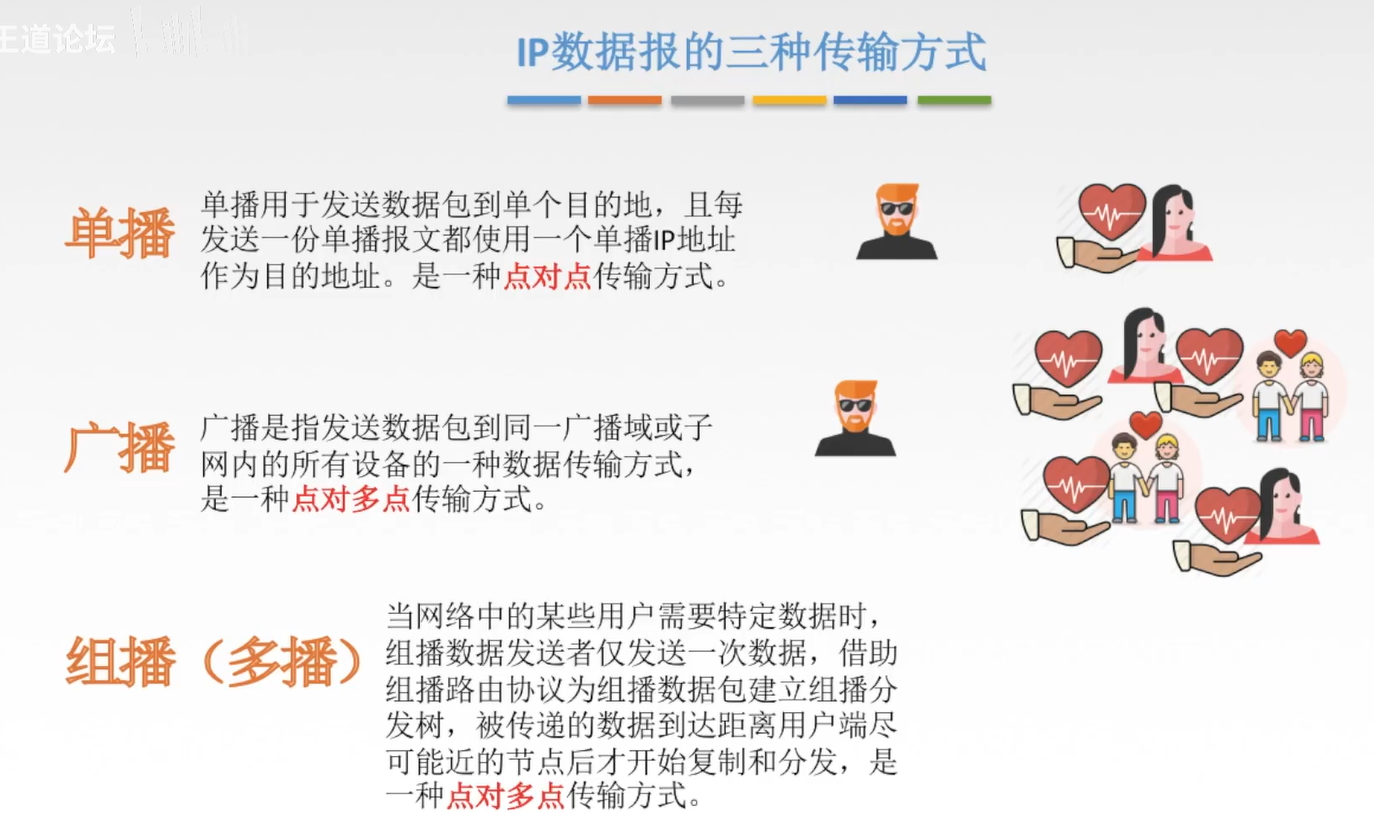 王道论坛
IP数据报的三种传输方式
单播
单播用于发送数据包到单个目的地，且每
发送一份单播报文都使用一个单播IP地址
作为目的地址。是一种点对点传输方式。
广播
广播是指发送数据包到同一广播域或子
网内的所有设备的一种数据传输方式，
是一种点对多点传输方式。
组播（多播）
当网络中的某些用户需要特定数据时，
组播数据发送者仅发送一次数据，借助
组播路由协议为组播数据包建立组播分
发树，被传递的数据到达距离用户端尽
可能近的节点后才开始复制和分发，是
一种点对多点传输方式。